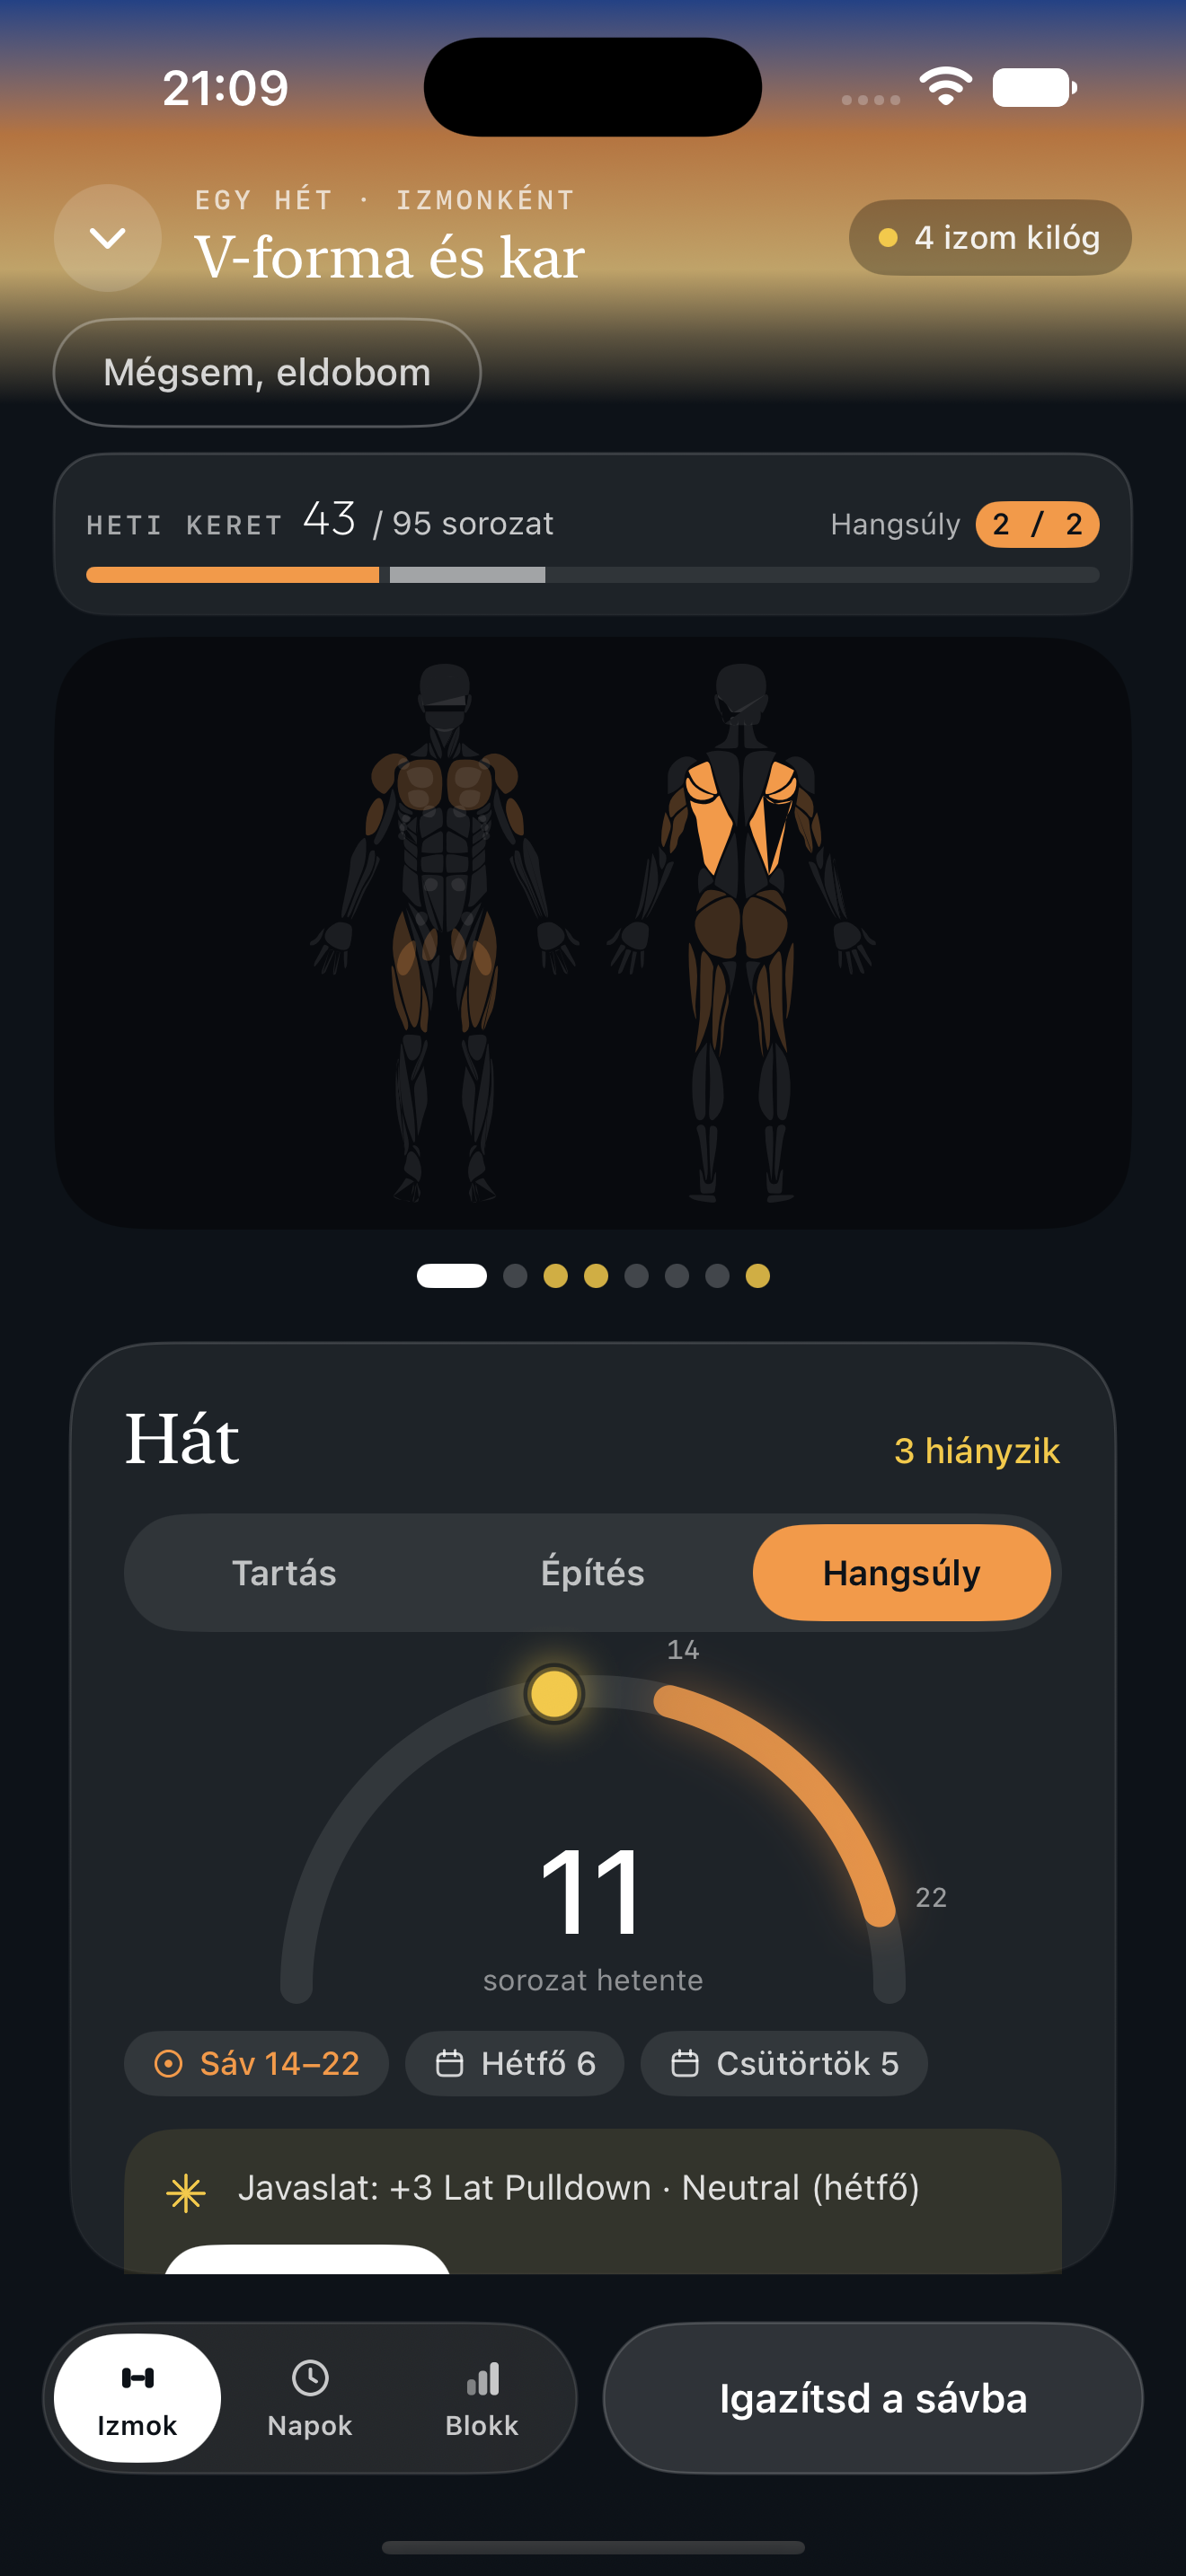 21:09
EGY HÉT · IZMONKÉNT
V-forma és kar
4 izom kilóg
Mégsem, eldobom
HETI KERET 43 / 95 sorozat
Hangsúly 2 / 2
Hát
3 hiányzik
Tartás Építés Hangsúly
14
11
22
sorozat hetente
Sáv 14–22 Hétfő 6 Csütörtök 5
Javaslat: +3 Lat Pulldown · Neutral (hétfő)
Izmok Napok Blokk
Igazítsd a sávba